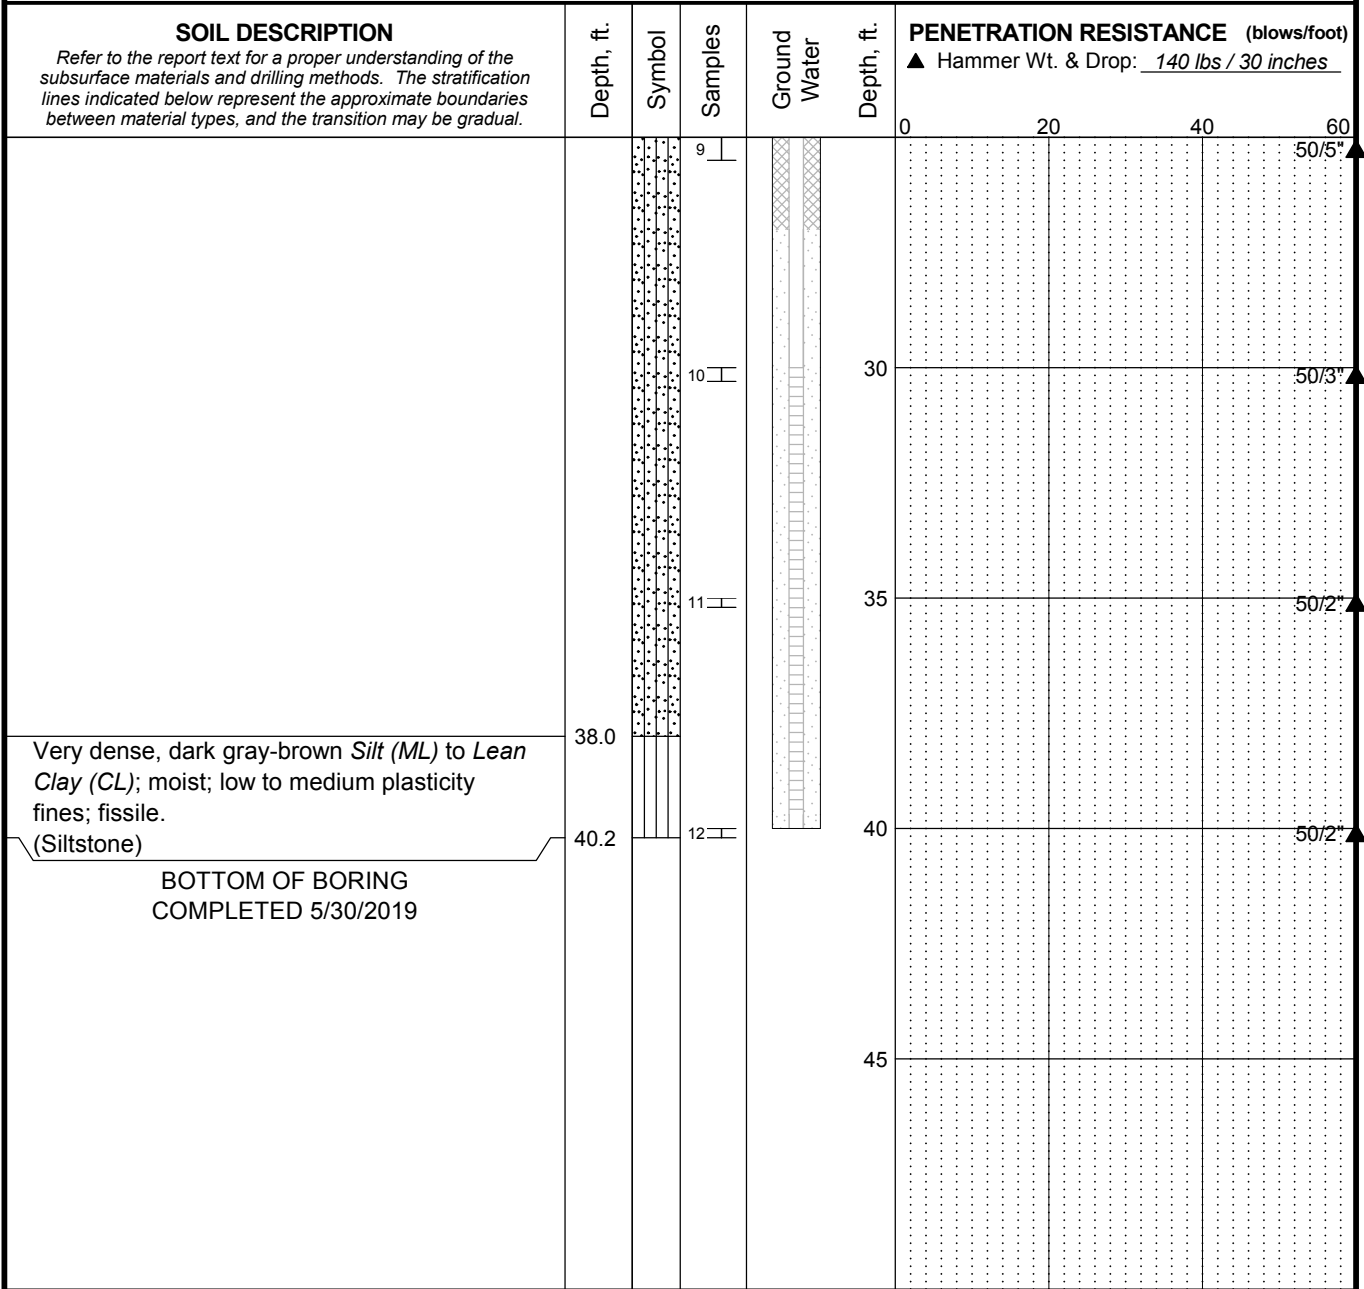 SOIL DESCRIPTION
Refer to the report text for a proper understanding of the
subsurface materials and drilling methods. The stratification
lines indicated below represent the approximate boundaries
between material types, and the transition may be gradual.
Depth, ft.
Symbol
Samples
Ground
Water
Depth, ft.
PENETRATION RESISTANCE (blows/foot)
▲ Hammer Wt. & Drop: 140 lbs / 30 inches
0 20 40 60
9 50/5"
10 30 50/3"
11 35 50/2"
38.0
Very dense, dark gray-brown Silt (ML) to Lean
Clay (CL); moist; low to medium plasticity
fines; fissile.
(Siltstone)
40.2 12 40 50/2"
BOTTOM OF BORING
COMPLETED 5/30/2019
45